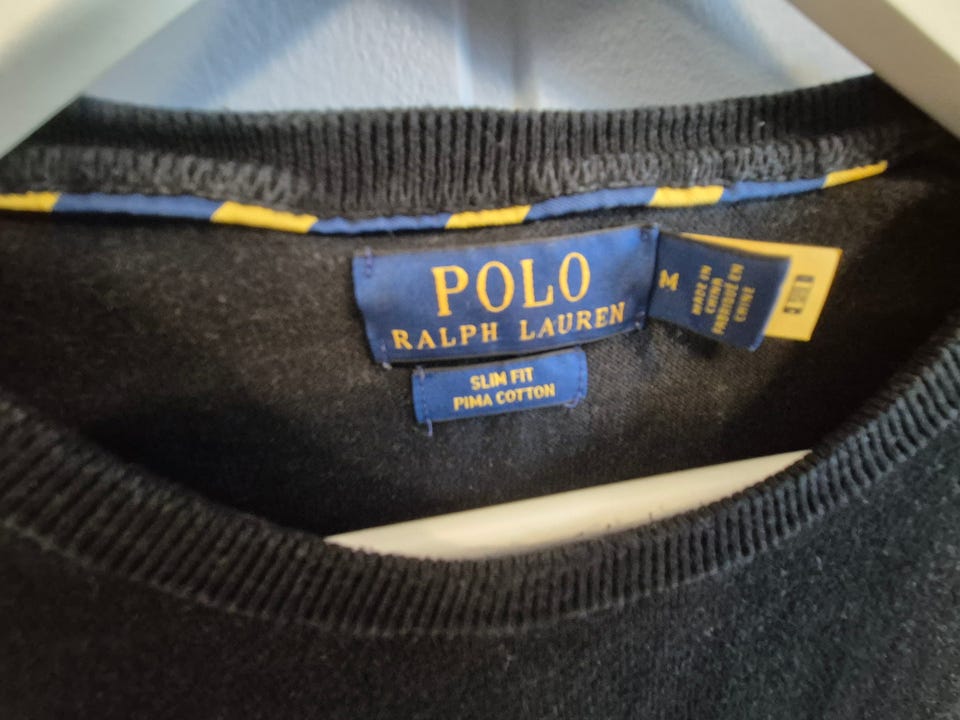 POLO
RALPH LAUREN
SLIM FIT
PIMA COTTON
M
MADE IN
CHINA
FABRIQUÉ EN
CHINE